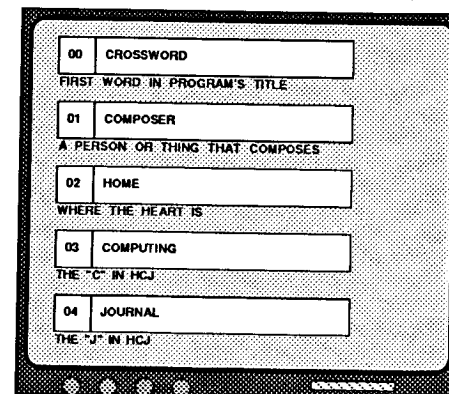 00 CROSSWORD
FIRST WORD IN PROGRAM'S TITLE
01 COMPOSER
A PERSON OR THING THAT COMPOSES
02 HOME
WHERE THE HEART IS
03 COMPUTING
THE "C" IN HCJ
04 JOURNAL
THE "J" IN HCJ